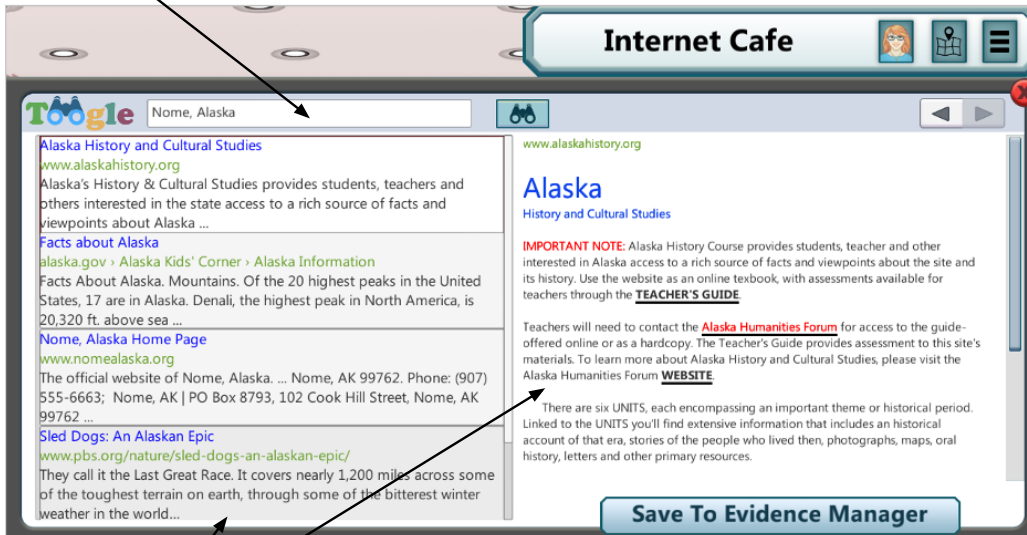 Internet Cafe
Toogle
Nome, Alaska
Alaska History and Cultural Studies
www.alaskahistory.org
Alaska's History & Cultural Studies provides students, teachers and
others interested in the state access to a rich source of facts and
viewpoints about Alaska ...
Facts about Alaska
alaska.gov › Alaska Kids' Corner › Alaska Information
Facts About Alaska. Mountains. Of the 20 highest peaks in the United
States, 17 are in Alaska. Denali, the highest peak in North America, is
20,320 ft. above sea ...
Nome, Alaska Home Page
www.nomealaska.org
The official website of Nome, Alaska. ... Nome, AK 99762. Phone: (907)
555-6663; Nome, AK | PO Box 8793, 102 Cook Hill Street, Nome, AK
99762 ...
Sled Dogs: An Alaskan Epic
www.pbs.org/nature/sled-dogs-an-alaskan-epic/
They call it the Last Great Race. It covers nearly 1,200 miles across some
of the toughest terrain on earth, through some of the bitterest winter
weather in the world...
www.alaskahistory.org
Alaska
History and Cultural Studies
IMPORTANT NOTE: Alaska History Course provides students, teacher and other
interested in Alaska access to a rich source of facts and viewpoints about the site and
its history. Use the website as an online texbook, with assessments available for
teachers through the TEACHER'S GUIDE.
Teachers will need to contact the Alaska Humanities Forum for access to the guide-
offered online or as a hardcopy. The Teacher's Guide provides assessment to this site's
materials. To learn more about Alaska History and Cultural Studies, please visit the
Alaska Humanities Forum WEBSITE.
There are six UNITS, each encompassing an important theme or historical period.
Linked to the UNITS you'll find extensive information that includes an historical
account of that era, stories of the people who lived then, photographs, maps, oral
history, letters and other primary resources.
Save To Evidence Manager